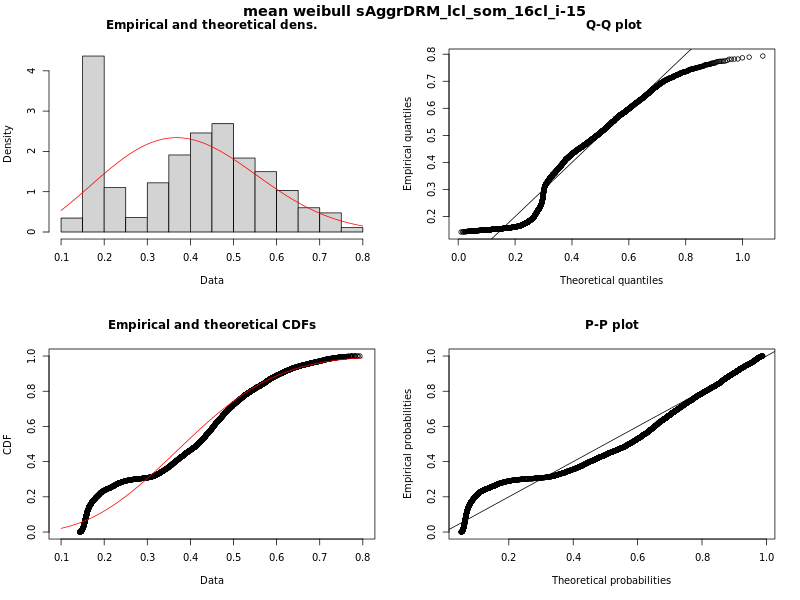 mean weibull sAggrDRM_lcl_som_16cl_i-15
Empirical and theoretical dens.
Density
0 1 2 3 4
0.1 0.2 0.3 0.4 0.5 0.6 0.7 0.8
Data
Q-Q plot
Empirical quantiles
0.2 0.3 0.4 0.5 0.6 0.7 0.8
0.0 0.2 0.4 0.6 0.8 1.0
Theoretical quantiles
Empirical and theoretical CDFs
CDF
0.0 0.2 0.4 0.6 0.8 1.0
0.1 0.2 0.3 0.4 0.5 0.6 0.7 0.8
Data
P-P plot
Empirical probabilities
0.0 0.2 0.4 0.6 0.8 1.0
0.2 0.4 0.6 0.8 1.0
Theoretical probabilities